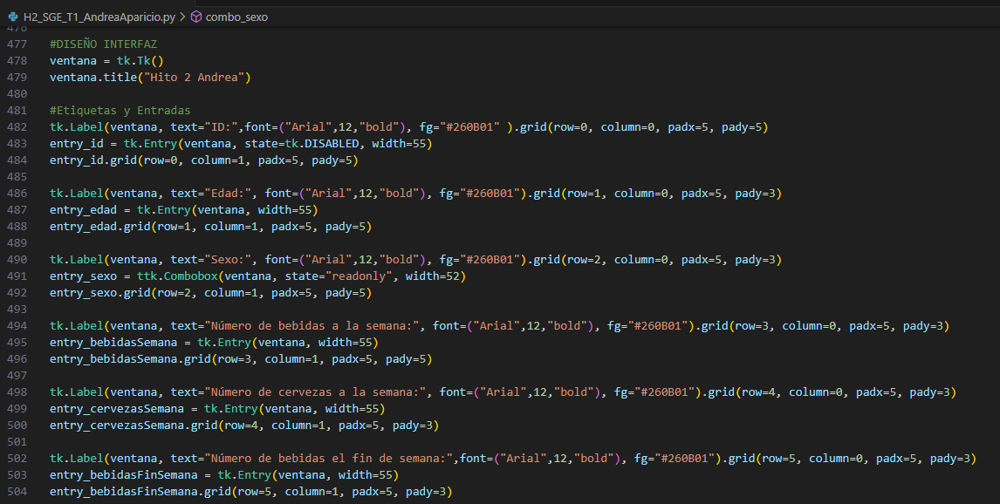 H2_SGE_T1_AndreaAparicio.py > combo_sexo
476
477 #DISEÑO INTERFAZ
478 ventana = tk.Tk()
479 ventana.title("Hito 2 Andrea")
480
481 #Etiquetas y Entradas
482 tk.Label(ventana, text="ID:",font=("Arial",12,"bold"), fg="#260B01" ).grid(row=0, column=0, padx=5, pady=5)
483 entry_id = tk.Entry(ventana, state=tk.DISABLED, width=55)
484 entry_id.grid(row=0, column=1, padx=5, pady=5)
485
486 tk.Label(ventana, text="Edad:", font=("Arial",12,"bold"), fg="#260B01").grid(row=1, column=0, padx=5, pady=3)
487 entry_edad = tk.Entry(ventana, width=55)
488 entry_edad.grid(row=1, column=1, padx=5, pady=5)
489
490 tk.Label(ventana, text="Sexo:", font=("Arial",12,"bold"), fg="#260B01").grid(row=2, column=0, padx=5, pady=3)
491 entry_sexo = ttk.Combobox(ventana, state="readonly", width=52)
492 entry_sexo.grid(row=2, column=1, padx=5, pady=5)
493
494 tk.Label(ventana, text="Número de bebidas a la semana:", font=("Arial",12,"bold"), fg="#260B01").grid(row=3, column=0, padx=5, pady=3)
495 entry_bebidasSemana = tk.Entry(ventana, width=55)
496 entry_bebidasSemana.grid(row=3, column=1, padx=5, pady=5)
497
498 tk.Label(ventana, text="Número de cervezas a la semana:", font=("Arial",12,"bold"), fg="#260B01").grid(row=4, column=0, padx=5, pady=3)
499 entry_cervezasSemana = tk.Entry(ventana, width=55)
500 entry_cervezasSemana.grid(row=4, column=1, padx=5, pady=3)
501
502 tk.Label(ventana, text="Número de bebidas el fin de semana:",font=("Arial",12,"bold"), fg="#260B01").grid(row=5, column=0, padx=5, pady=3)
503 entry_bebidasFinSemana = tk.Entry(ventana, width=55)
504 entry_bebidasFinSemana.grid(row=5, column=1, padx=5, pady=3)